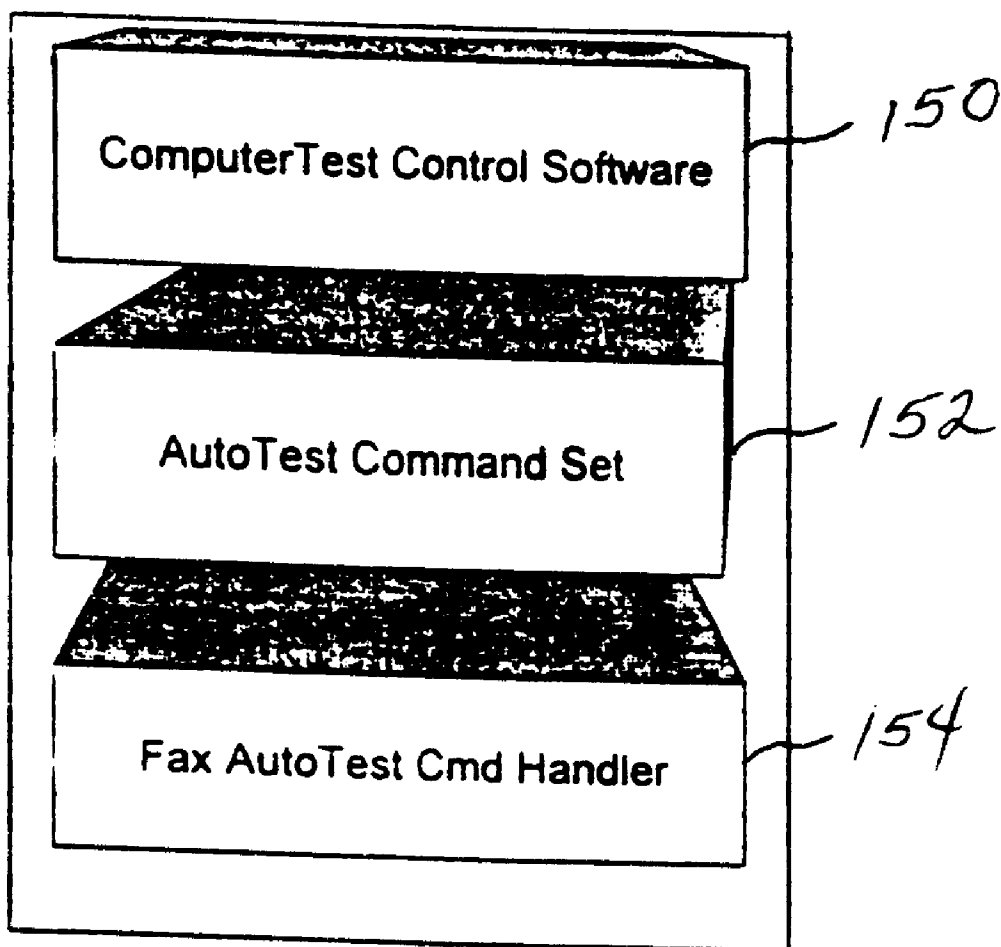 ComputerTest Control Software
150
AutoTest Command Set
152
Fax AutoTest Cmd Handler
154